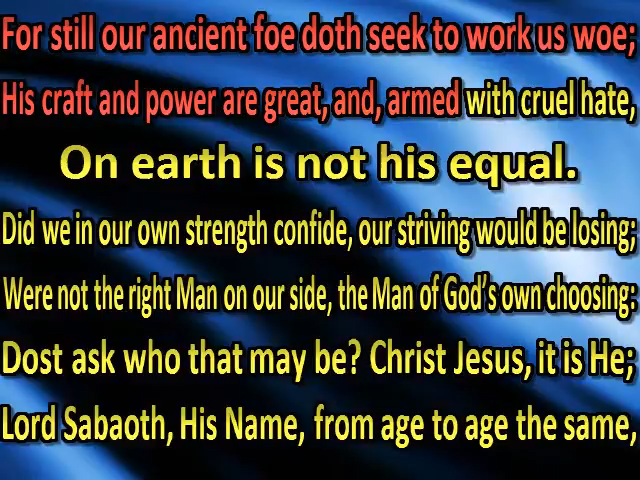 For still our ancient foe doth seek to work us woe;
His craft and power are great, and, armed with cruel hate,
On earth is not his equal.
Did we in our own strength confide, our striving would be losing;
Were not the right Man on our side, the Man of God's own choosing:
Dost ask who that may be? Christ Jesus, it is He;
Lord Sabaoth, His Name, from age to age the same,